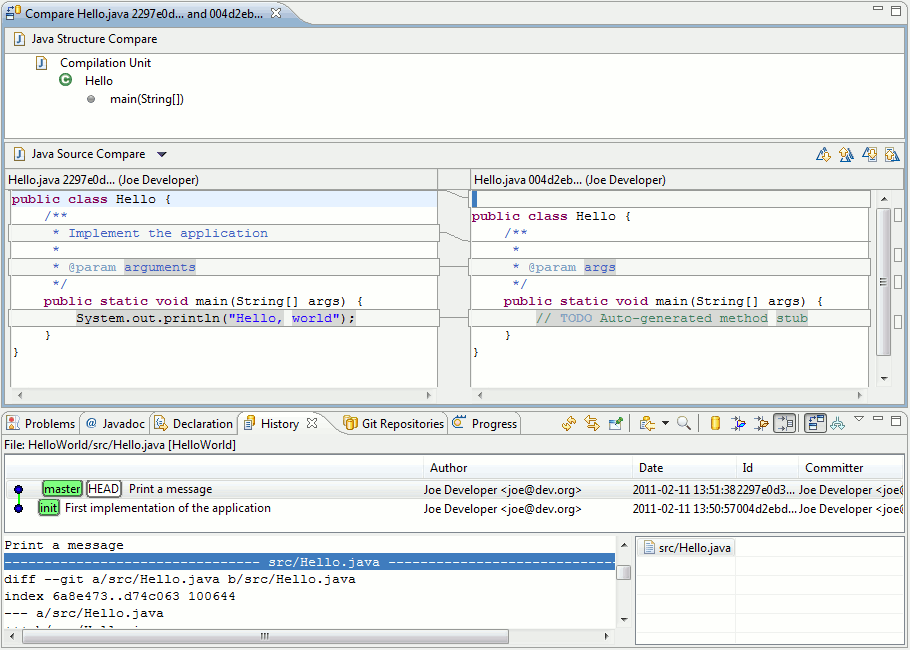 Compare Hello.java 2297e0d... and 004d2eb...
Java Structure Compare
Compilation Unit
Hello
main(String[])
Java Source Compare
Hello.java 2297e0d... (Joe Developer)
public class Hello {
/**
* Implement the application
*
* @param arguments
*/
public static void main(String[] args) {
System.out.println("Hello, world");
}
}
Hello.java 004d2eb... (Joe Developer)
public class Hello {
/**
*
* @param args
*/
public static void main(String[] args) {
// TODO Auto-generated method stub
}
}
Problems @ Javadoc Declaration History Git Repositories Progress
File: HelloWorld/src/Hello.java [HelloWorld]
Author Date Id Committer
master HEAD Print a message Joe Developer <joe@dev.org> 2011-02-11 13:51:38 2297e0d3... Joe Developer <joe@
init First implementation of the application Joe Developer <joe@dev.org> 2011-02-11 13:50:57 004d2ebd... Joe Developer <joe@
Print a message
-------------------------------- src/Hello.java -----------------------------
diff --git a/src/Hello.java b/src/Hello.java
index 6a8e473..d74c063 100644
--- a/src/Hello.java
src/Hello.java